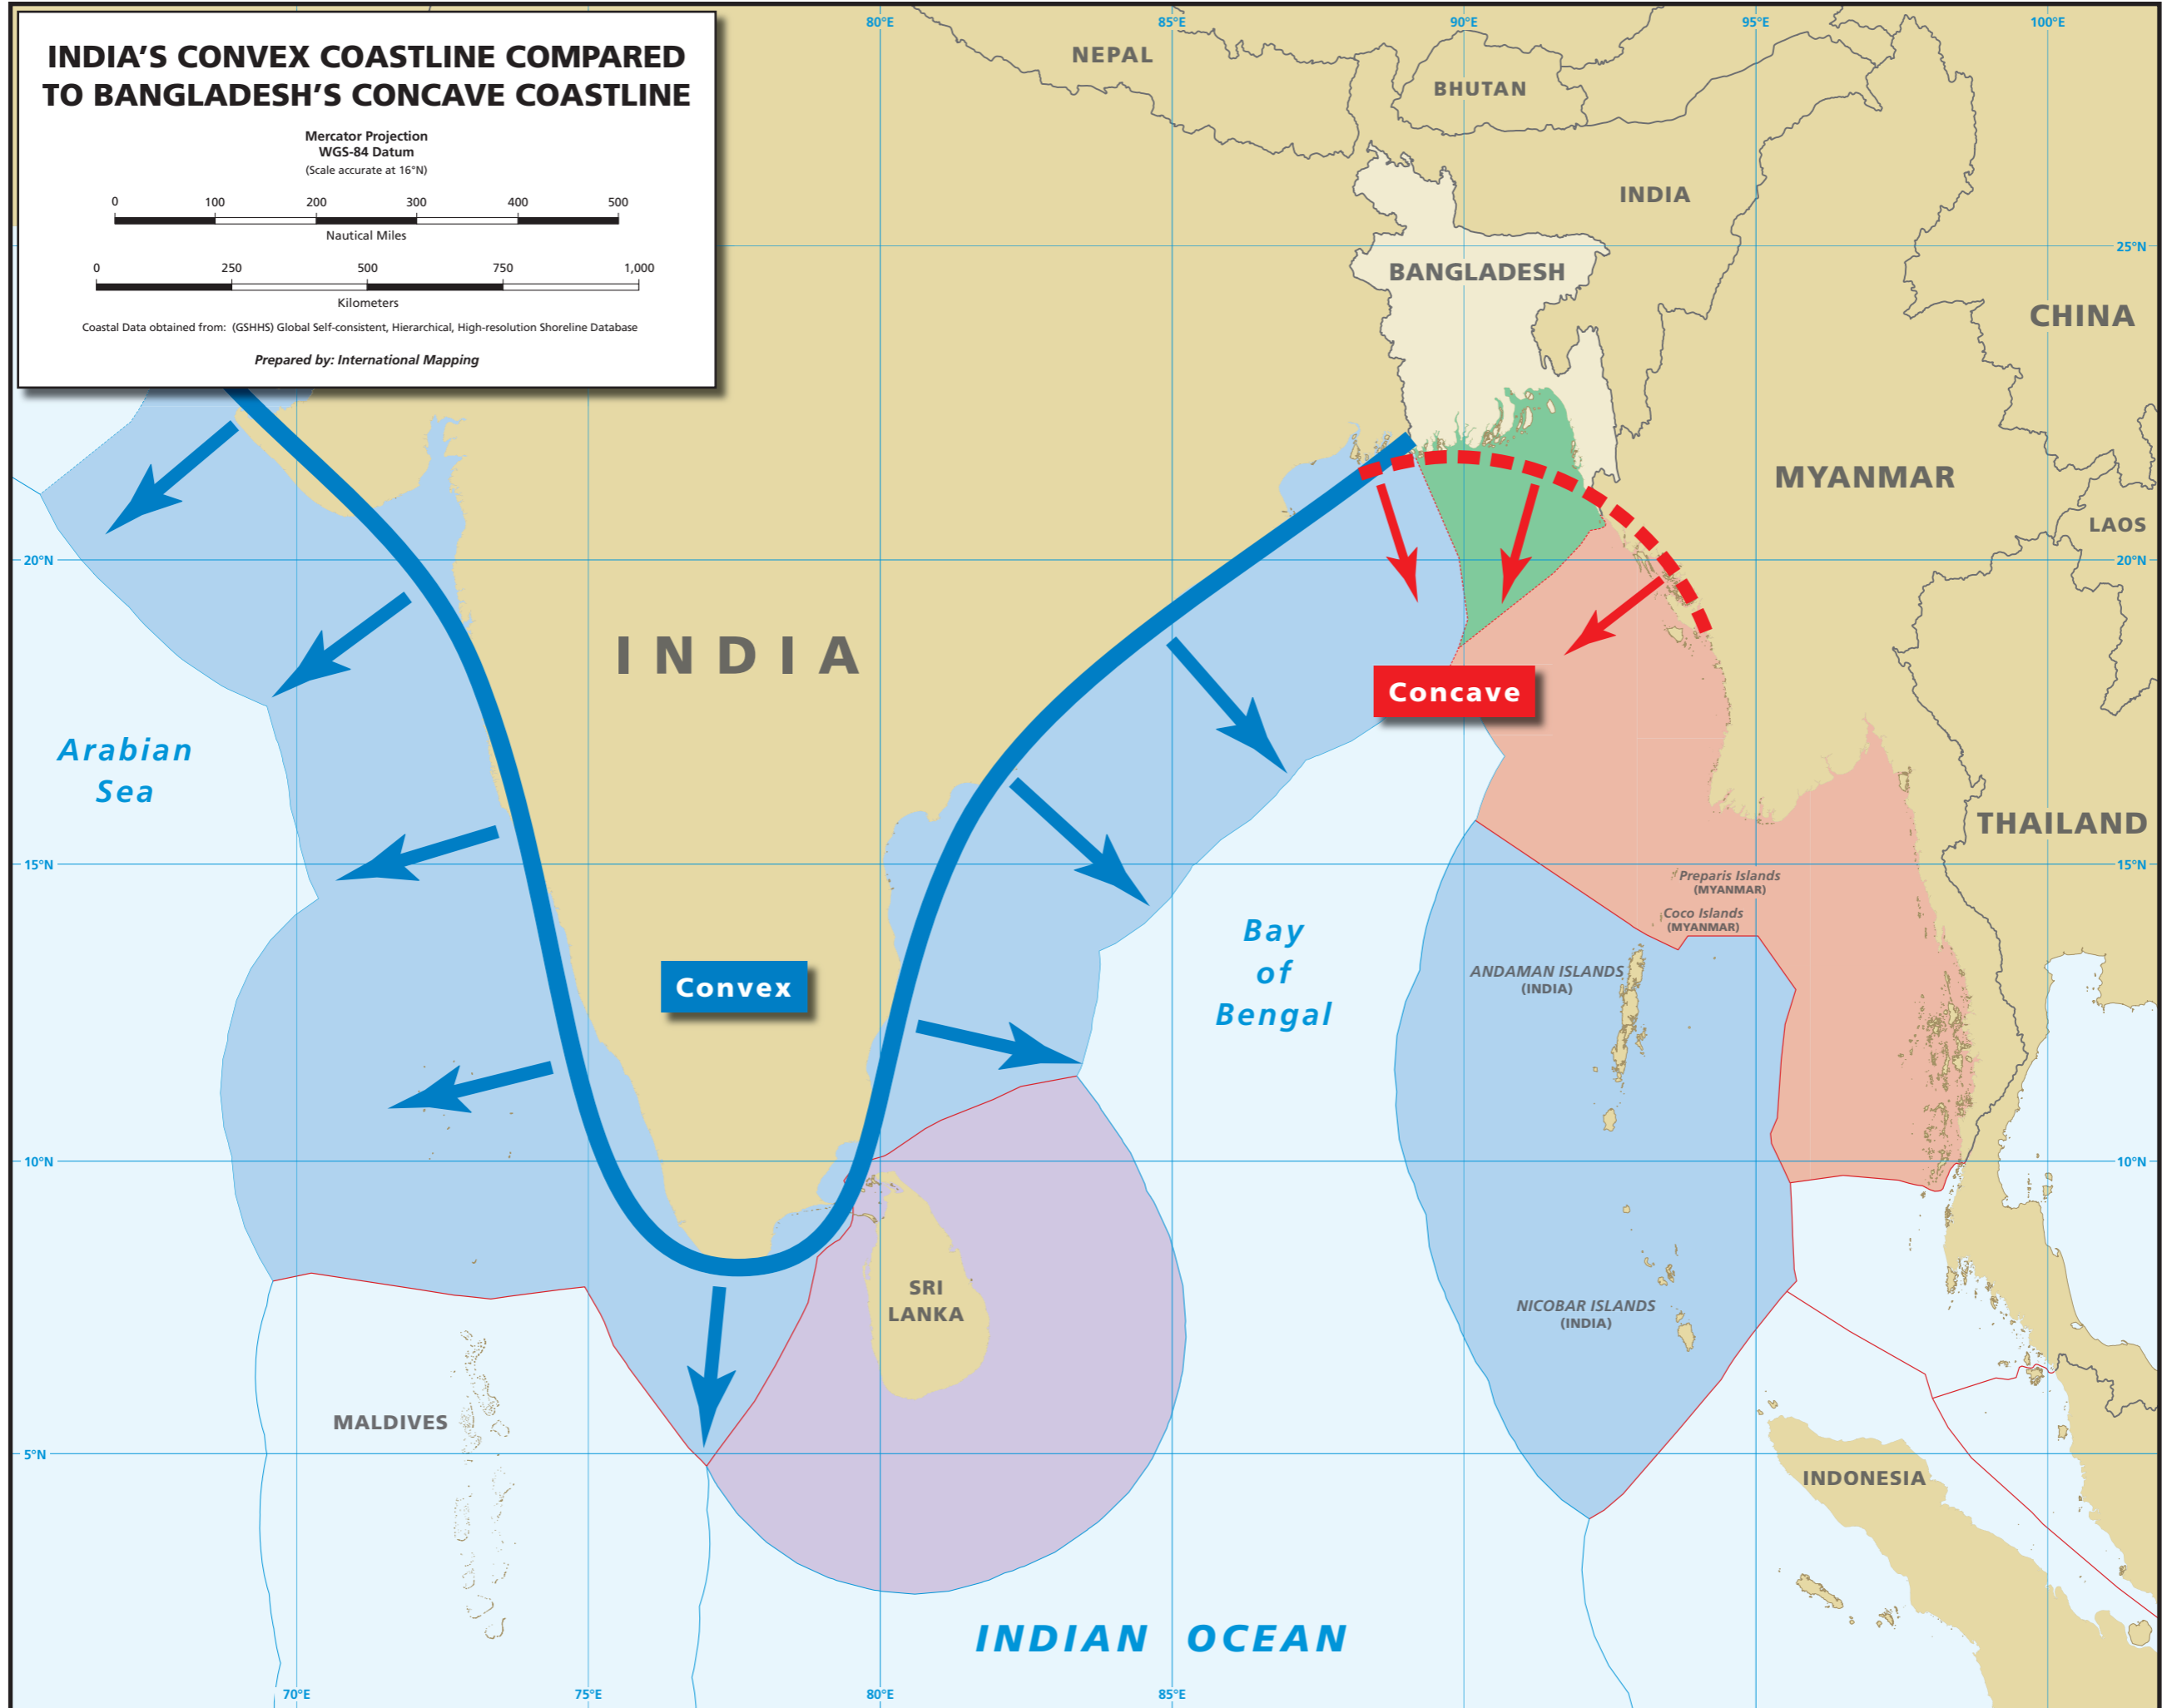 INDIA’S CONVEX COASTLINE COMPARED
TO BANGLADESH’S CONCAVE COASTLINE
Mercator Projection
WGS-84 Datum
(Scale accurate at 16°N)
0 100 200 300 400 500
Nautical Miles
0 250 500 750 1,000
Kilometers
Coastal Data obtained from: (GSHHS) Global Self-consistent, Hierarchical, High-resolution Shoreline Database
Prepared by: International Mapping
80°E 85°E 90°E 95°E 100°E
NEPAL
BHUTAN
INDIA
25°N
BANGLADESH
CHINA
MYANMAR
LAOS
20°N 20°N
INDIA
Concave
Arabian
Sea
THAILAND
15°N 15°N
Preparis Islands
(MYANMAR)
Coco Islands
(MYANMAR)
Bay
of
Bengal
ANDAMAN ISLANDS
(INDIA)
Convex
10°N 10°N
SRI
LANKA
NICOBAR ISLANDS
(INDIA)
MALDIVES
5°N
INDONESIA
INDIAN OCEAN
70°E 75°E 80°E 85°E